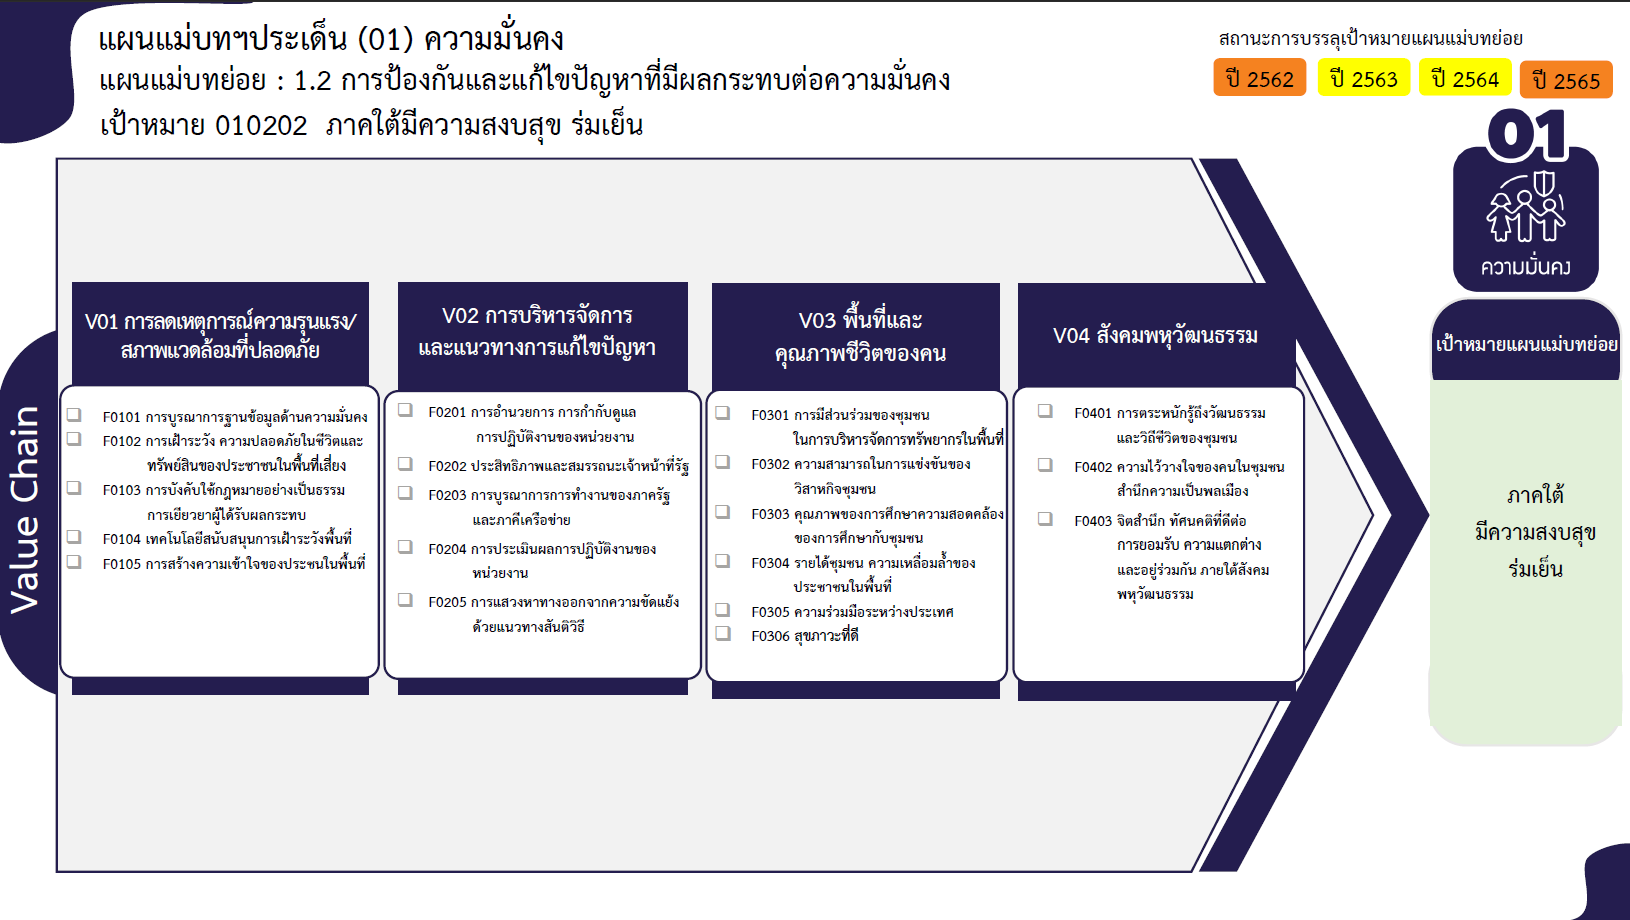 แผนแม่บทฯประเด็น (01) ความมั่นคง
แผนแม่บทย่อย : 1.2 การป้องกันและแก้ไขปัญหาที่มีผลกระทบต่อความมั่นคง
เป้าหมาย 010202 ภาคใต้มีความสงบสุข ร่มเย็น
สถานะการบรรลุเป้าหมายแผนแม่บทย่อย
ปี 2562 ปี 2563 ปี 2564 ปี 2565
01
ความมั่นคง
Value Chain
V01 การลดเหตุการณ์ความรุนแรง/
สภาพแวดล้อมที่ปลอดภัย
❑ F0101 การบูรณาการฐานข้อมูลด้านความมั่นคง
❑ F0102 การเฝ้าระวัง ความปลอดภัยในชีวิตและ
ทรัพย์สินของประชาชนในพื้นที่เสี่ยง
❑ F0103 การบังคับใช้กฎหมายอย่างเป็นธรรม
การเยียวยาผู้ได้รับผลกระทบ
❑ F0104 เทคโนโลยีสนับสนุนการเฝ้าระวังพื้นที่
❑ F0105 การสร้างความเข้าใจของประชนในพื้นที่
V02 การบริหารจัดการ
และแนวทางการแก้ไขปัญหา
❑ F0201 การอำนวยการ การกำกับดูแล
การปฏิบัติงานของหน่วยงาน
❑ F0202 ประสิทธิภาพและสมรรถนะเจ้าหน้าที่รัฐ
❑ F0203 การบูรณาการการทำงานของภาครัฐ
และภาคีเครือข่าย
❑ F0204 การประเมินผลการปฏิบัติงานของ
หน่วยงาน
❑ F0205 การแสวงหาทางออกจากความขัดแย้ง
ด้วยแนวทางสันติวิธี
V03 พื้นที่และ
คุณภาพชีวิตของคน
❑ F0301 การมีส่วนร่วมของชุมชน
ในการบริหารจัดการทรัพยากรในพื้นที่
❑ F0302 ความสามารถในการแข่งขันของ
วิสาหกิจชุมชน
❑ F0303 คุณภาพของการศึกษาความสอดคล้อง
ของการศึกษากับชุมชน
❑ F0304 รายได้ชุมชน ความเหลื่อมล้ำของ
ประชาชนในพื้นที่
❑ F0305 ความร่วมมือระหว่างประเทศ
❑ F0306 สุขภาวะที่ดี
V04 สังคมพหุวัฒนธรรม
❑ F0401 การตระหนักรู้ถึงวัฒนธรรม
และวิถีชีวิตของชุมชน
❑ F0402 ความไว้วางใจของคนในชุมชน
สำนึกความเป็นพลเมือง
❑ F0403 จิตสำนึก ทัศนคติที่ดีต่อ
การยอมรับ ความแตกต่าง
และอยู่ร่วมกัน ภายใต้สังคม
พหุวัฒนธรรม
เป้าหมายแผนแม่บทย่อย
ภาคใต้
มีความสงบสุข
ร่มเย็น